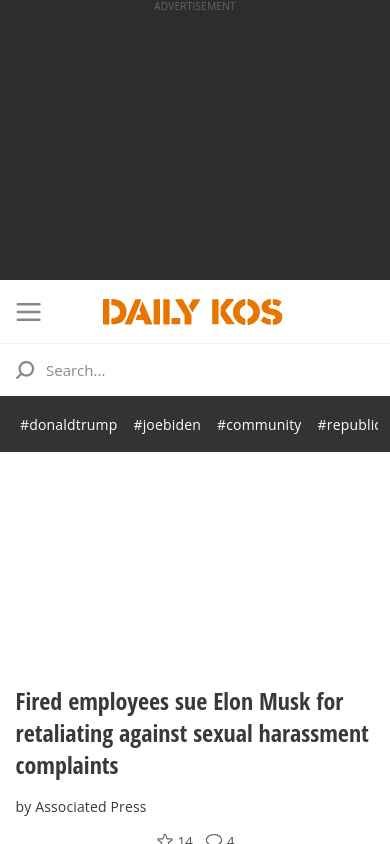 ADVERTISEMENT
DAILY KOS
Search...
#donaldtrump #joebiden #community #republic
Fired employees sue Elon Musk for
retaliating against sexual harassment
complaints
by Associated Press
14 4